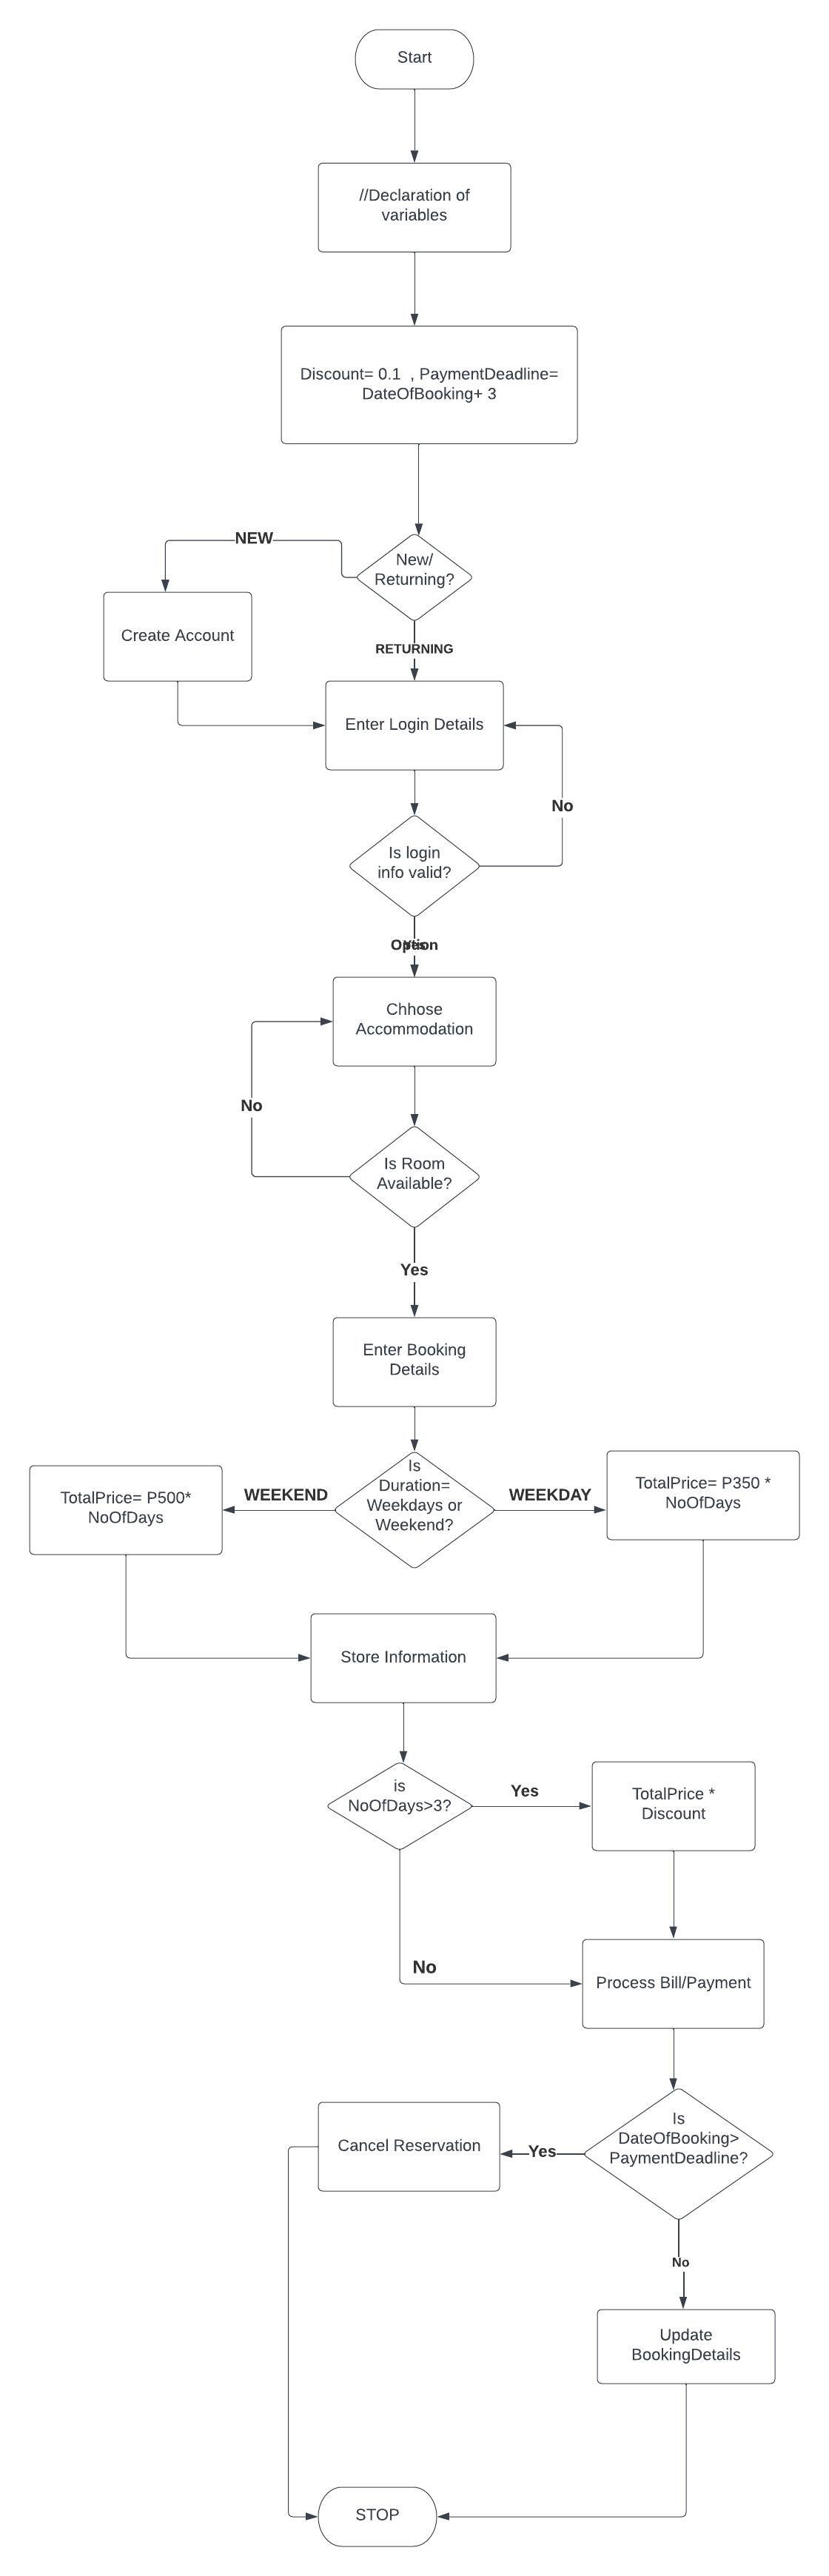 Start
//Declaration of
variables
Discount= 0.1  , PaymentDeadline=
DateOfBooking+ 3
New/
Returning?
NEW
Create Account
RETURNING
Enter Login Details
No
Is login
info valid?
Option
Yes
Chhose
Accommodation
No
Is Room
Available?
Yes
Enter Booking
Details
Is
Duration=
Weekdays or
Weekend?
WEEKEND
WEEKDAY
TotalPrice= P500*
NoOfDays
TotalPrice= P350 *
NoOfDays
Store Information
is
NoOfDays>3?
Yes
TotalPrice *
Discount
No
Process Bill/Payment
Is
DateOfBooking>
PaymentDeadline?
Yes
Cancel Reservation
No
Update
BookingDetails
STOP